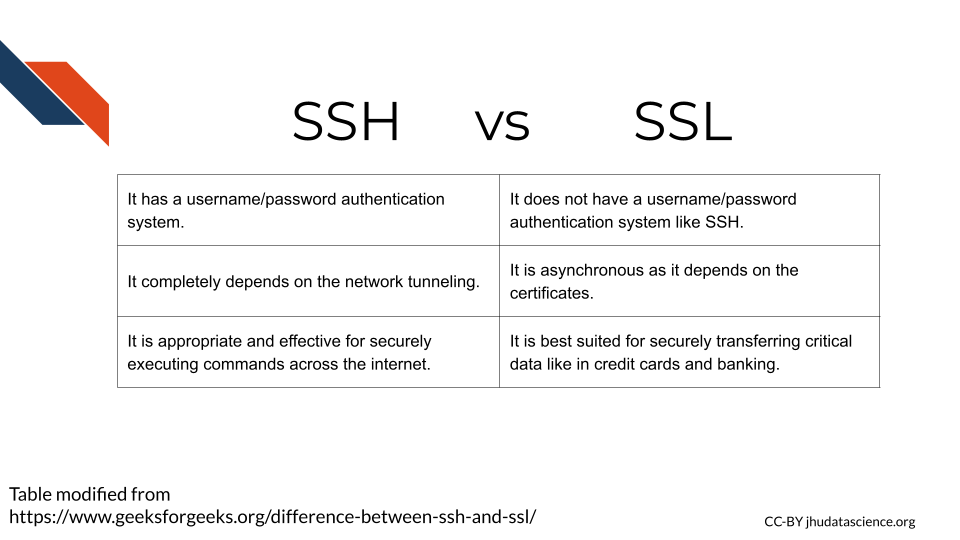 SSH vs SSL
It has a username/password authentication
system.
It does not have a username/password
authentication system like SSH.
It completely depends on the network tunneling.
It is asynchronous as it depends on the
certificates.
It is appropriate and effective for securely
executing commands across the internet.
It is best suited for securely transferring critical
data like in credit cards and banking.
Table modified from
https://www.geeksforgeeks.org/difference-between-ssh-and-ssl/
CC-BY jhudatascience.org